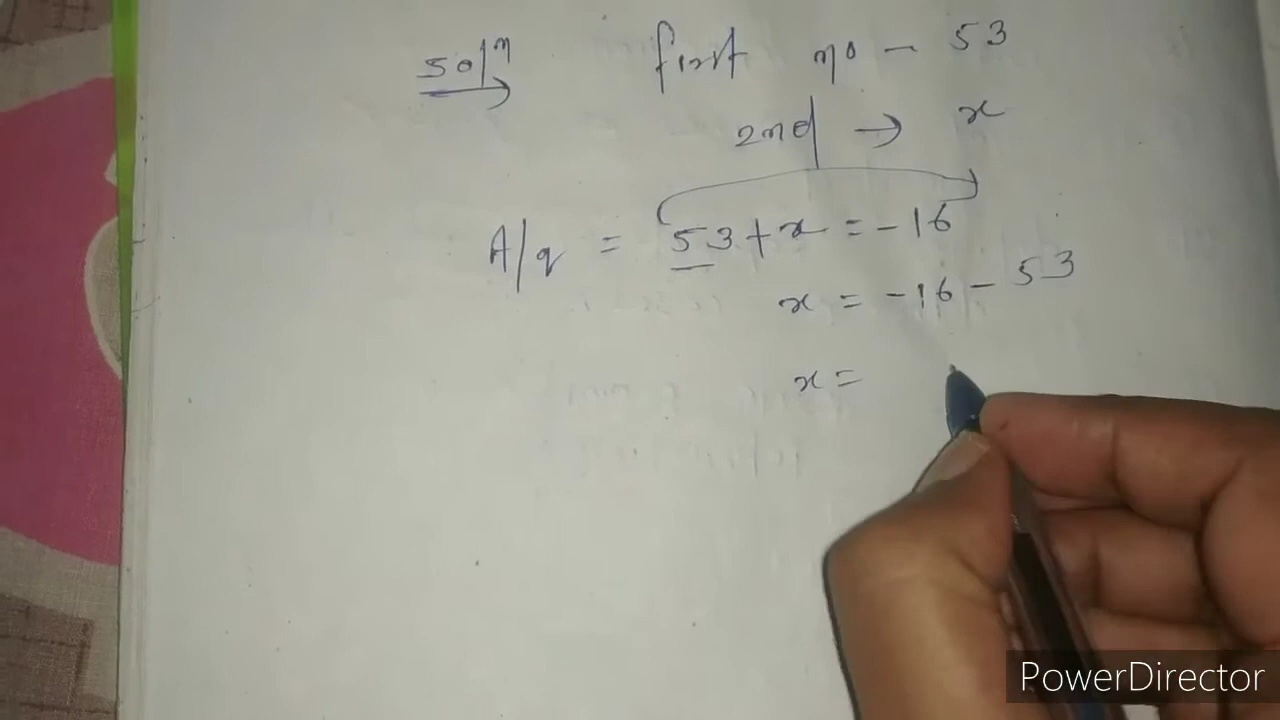 Solⁿ First no - 53
2nd → x
A/q = 53 + x = -16
x = -16 - 53
x =
PowerDirector